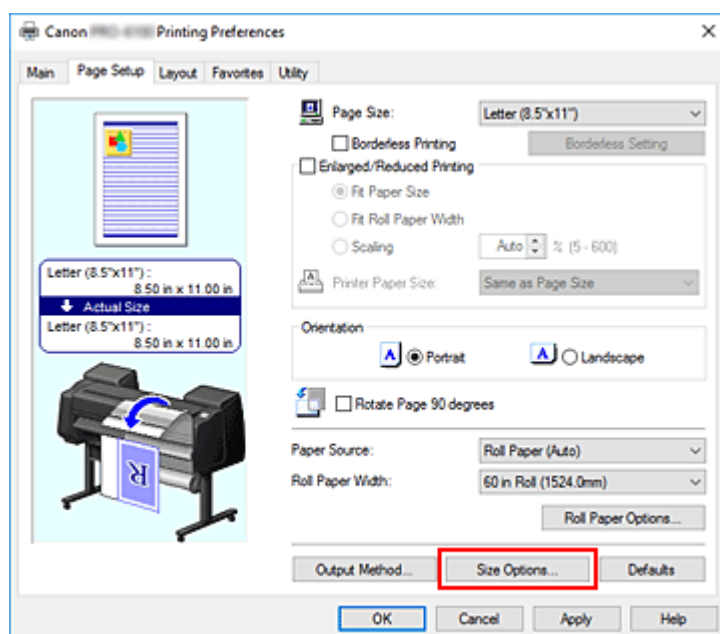 Canon Printing Preferences
Main Page Setup Layout Favorites Utility
Page Size: Letter (8.5"x11")
Borderless Printing Borderless Setting
Enlarged/Reduced Printing
Fit Paper Size
Fit Roll Paper Width
Scaling Auto % (5 - 600)
Printer Paper Size: Same as Page Size
Letter (8.5"x11") :
8.50 in x 11.00 in
Actual Size
Letter (8.5"x11") :
8.50 in x 11.00 in
Orientation
A Portrait A Landscape
Rotate Page 90 degrees
Paper Source: Roll Paper (Auto)
Roll Paper Width: 60 in Roll (1524.0mm)
Roll Paper Options...
R
Output Method... Size Options... Defaults
OK Cancel Apply Help